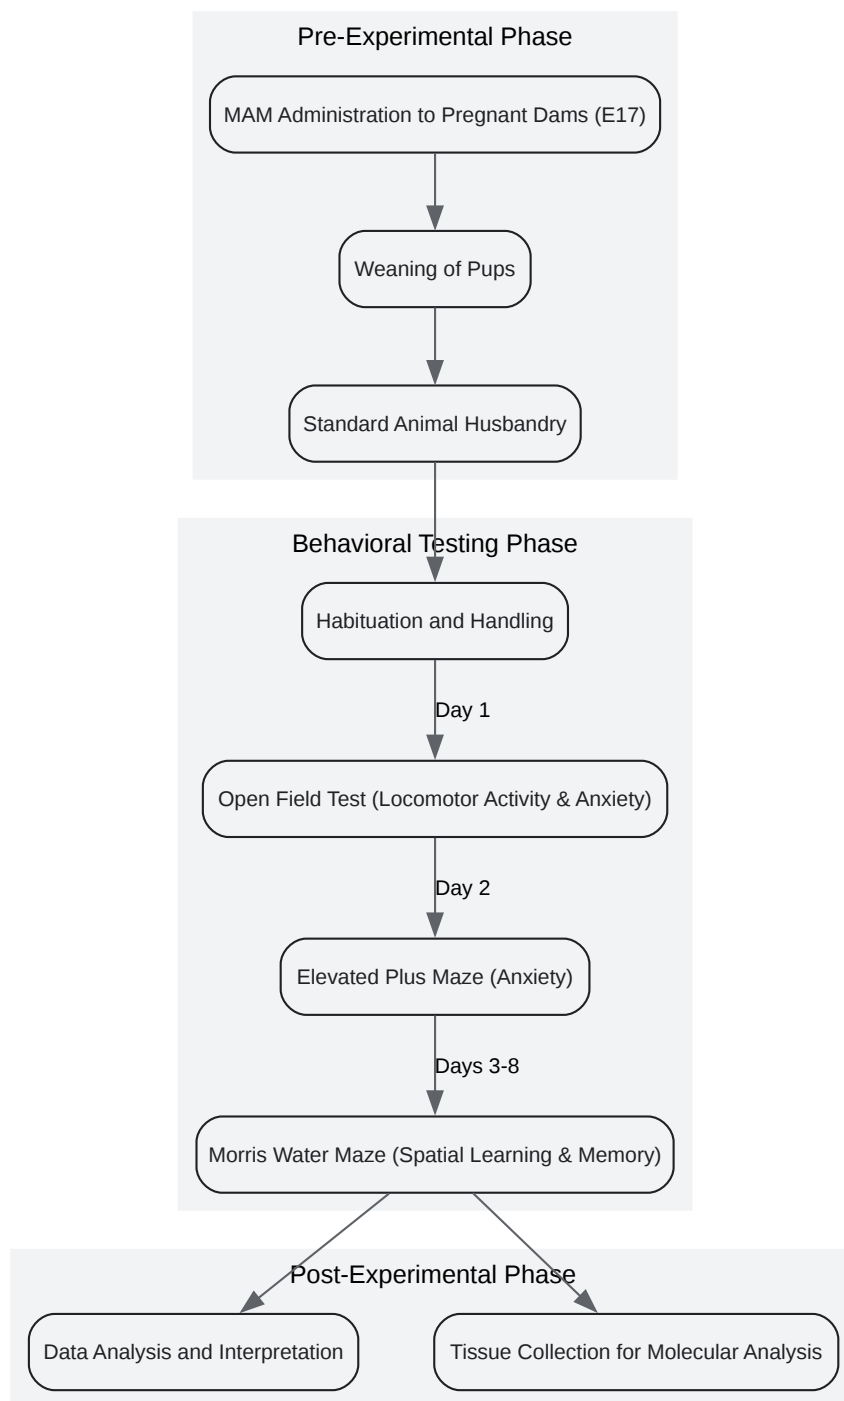 Pre-Experimental Phase
MAM Administration to Pregnant Dams (E17)
Weaning of Pups
Standard Animal Husbandry
Behavioral Testing Phase
Habituation and Handling
Day 1
Open Field Test (Locomotor Activity & Anxiety)
Day 2
Elevated Plus Maze (Anxiety)
Days 3-8
Morris Water Maze (Spatial Learning & Memory)
Post-Experimental Phase
Data Analysis and Interpretation
Tissue Collection for Molecular Analysis